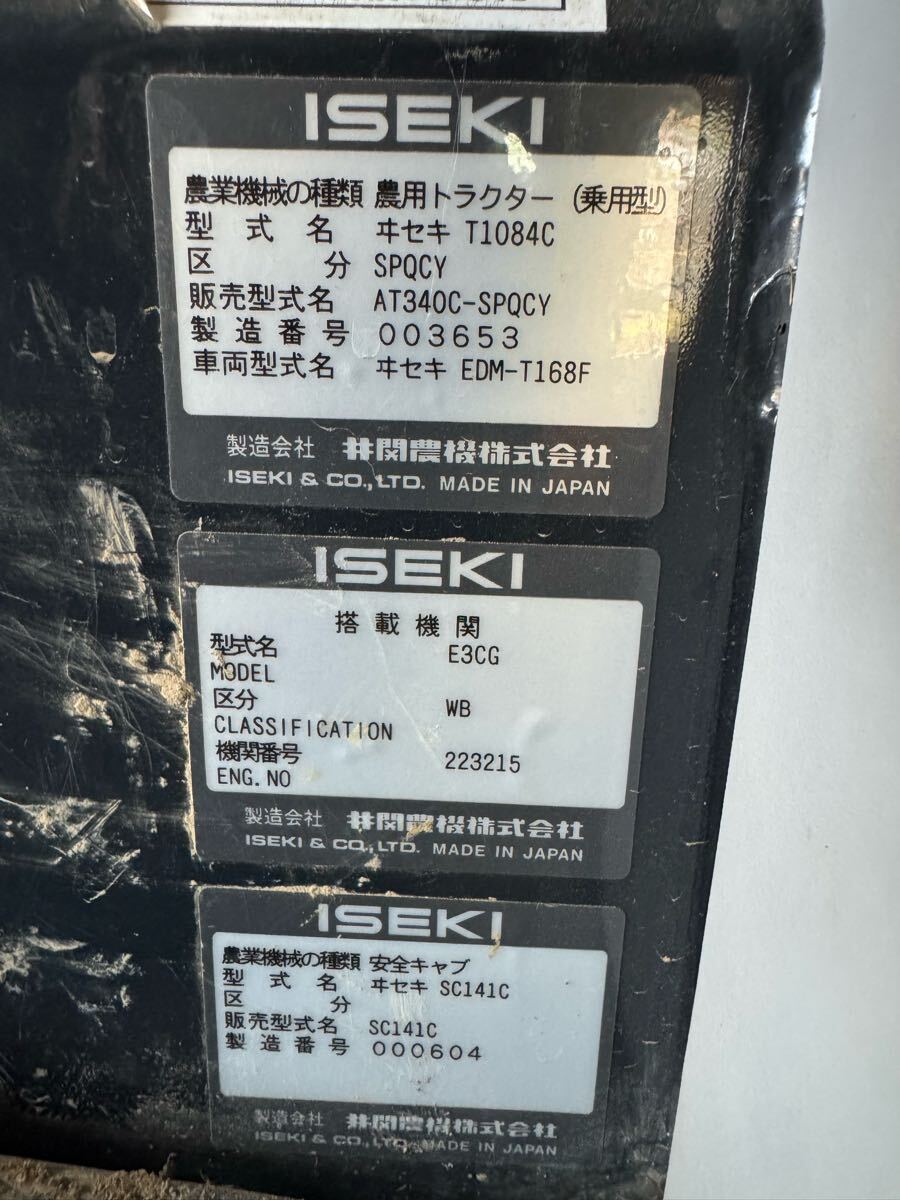 ISEKI
農業機械の種類 農用トラクター(乗用型)
型式名 ヰセキ T1084C
区分 SPQCY
販売型式名 AT340C-SPQCY
製造番号 003653
車両型式名 ヰセキ EDM-T168F
製造会社 井関農機株式会社
ISEKI & CO.,LTD. MADE IN JAPAN
ISEKI
搭載機関
型式名 E3CG
MODEL
区分 WB
CLASSIFICATION
機関番号 223215
ENG.NO
製造会社 井関農機株式会社
ISEKI & CO.,LTD. MADE IN JAPAN
ISEKI
農業機械の種類 安全キャブ
型式名 ヰセキ SC141C
区分
販売型式名 SC141C
製造番号 000604
製造会社 井関農機株式会社
ISEKI & CO.,LTD. MADE IN JAPAN